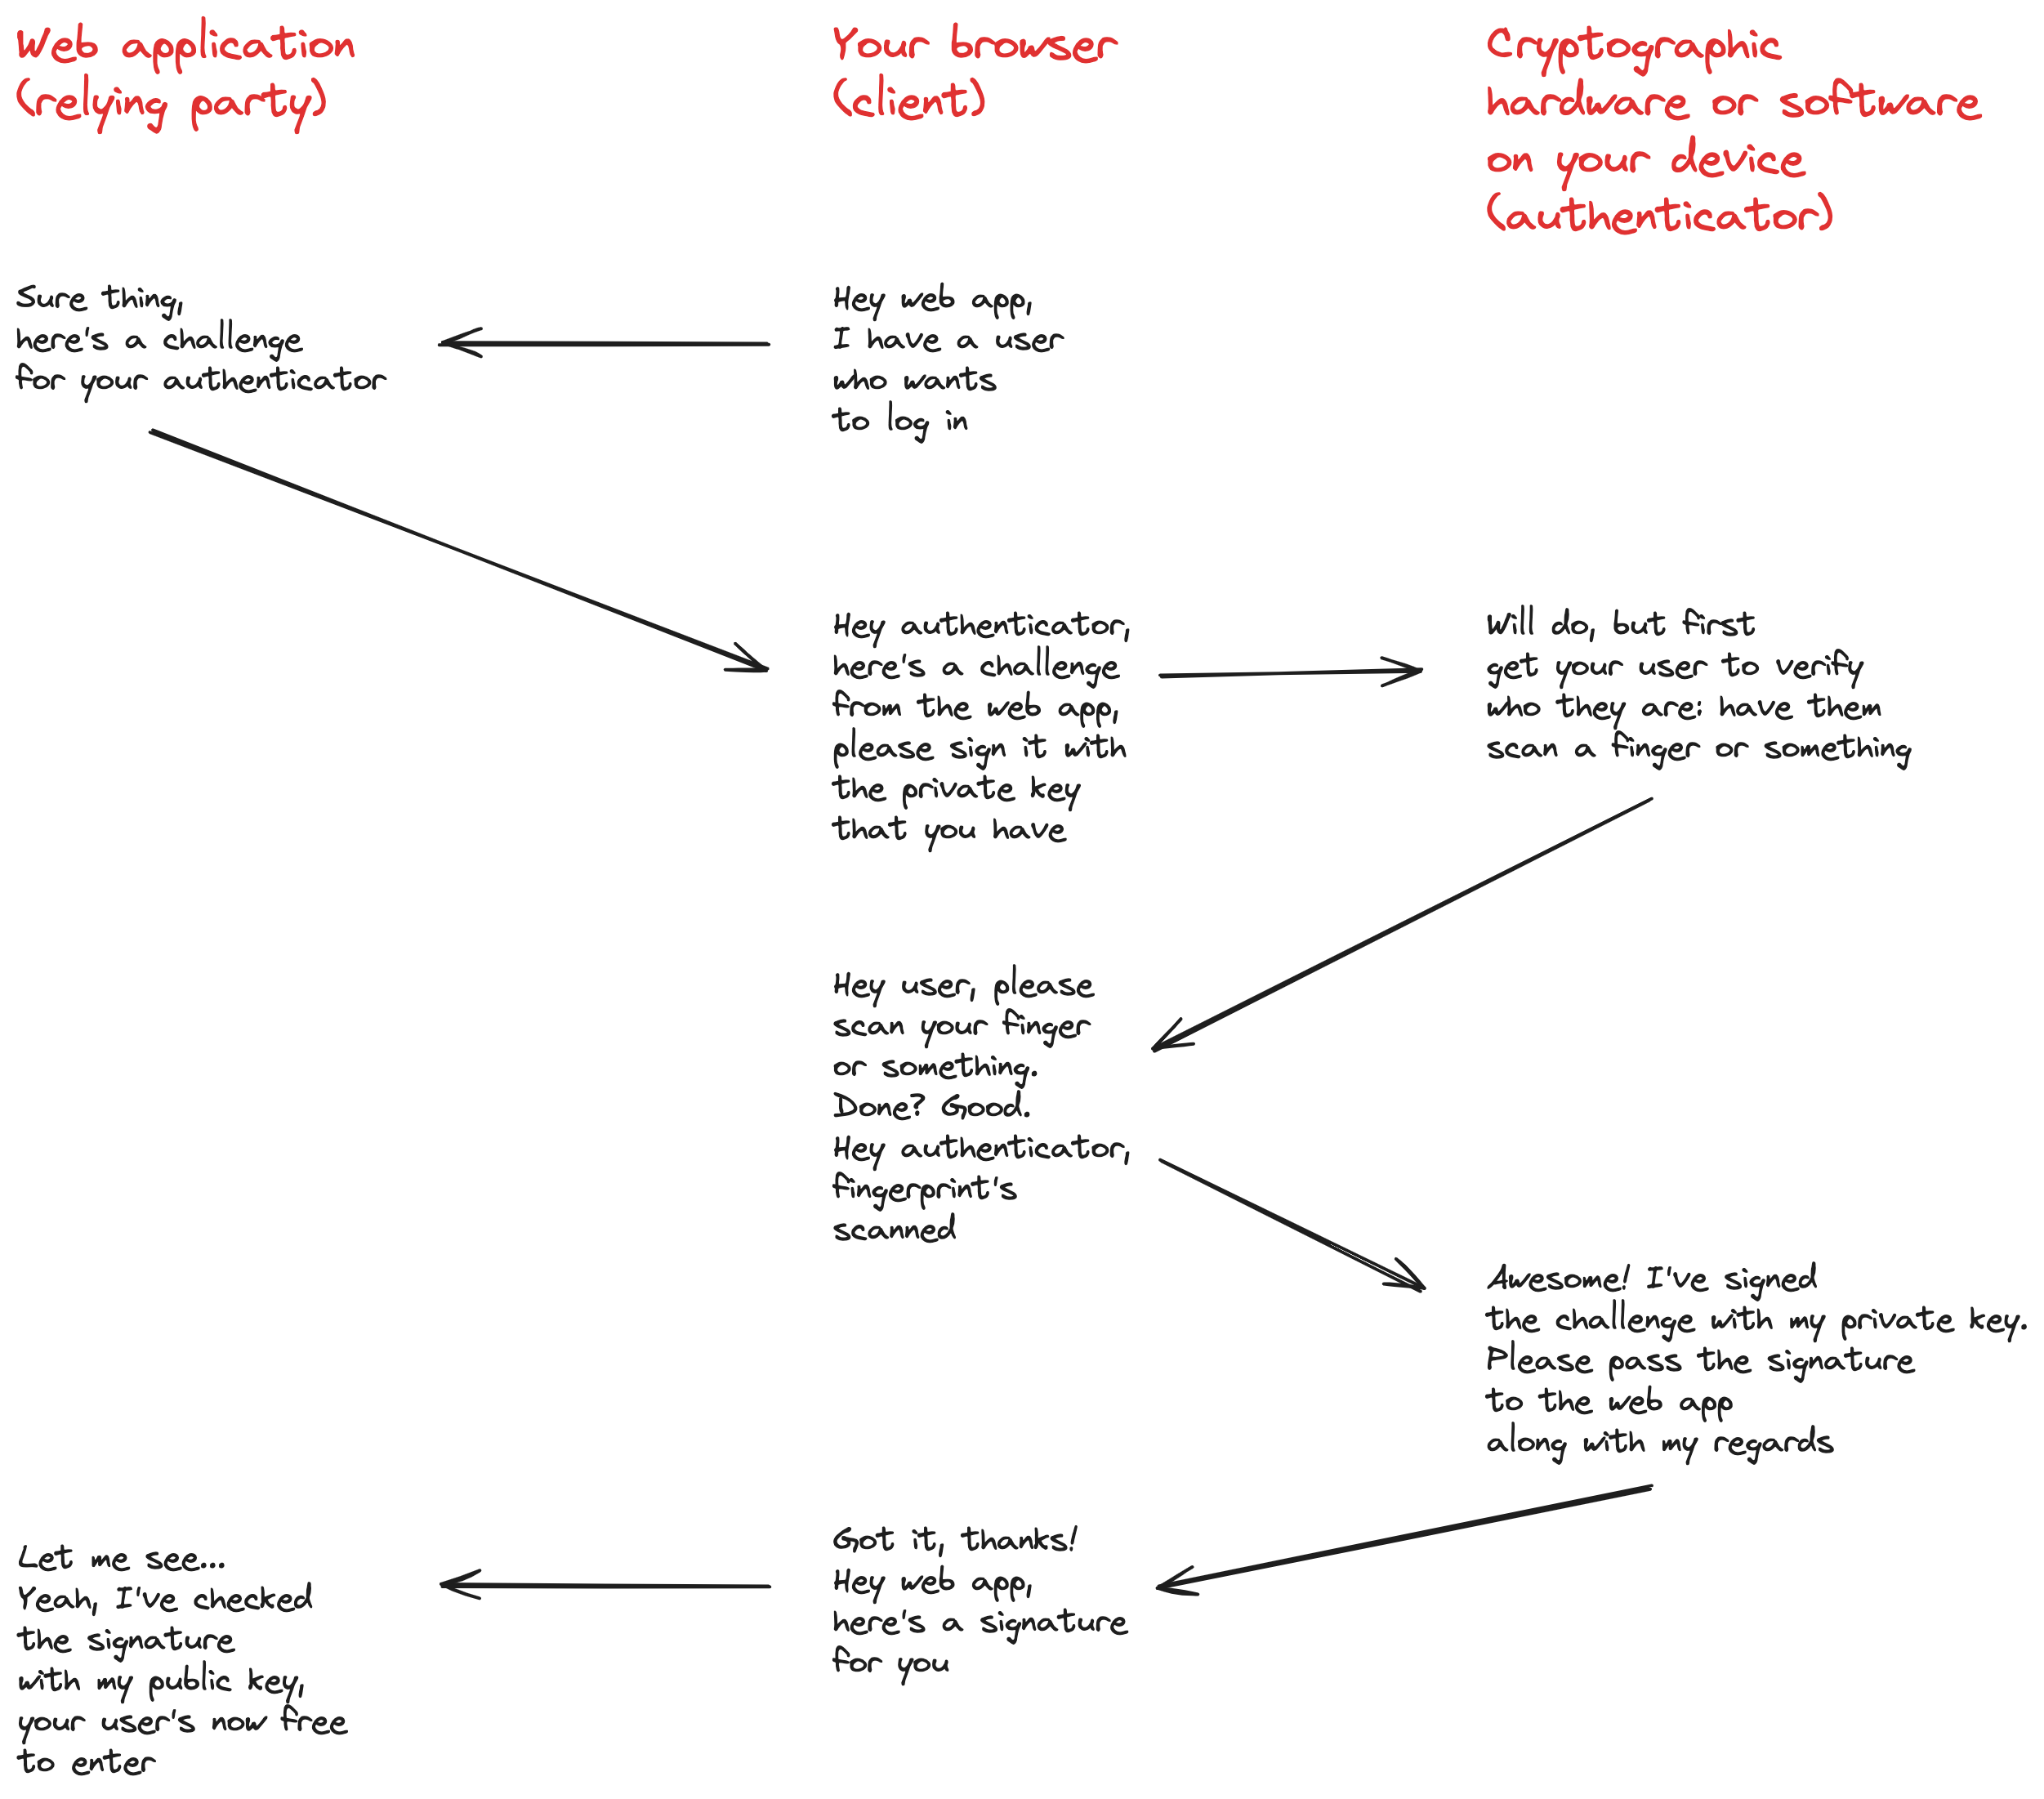 Web application
(relying party)
Your browser
(client)
Cryptographic
hardware or software
on your device
(authenticator)
Hey web app,
I have a user
who wants
to log in
Sure thing,
here's a challenge
for your authenticator
Hey authenticator,
here's a challenge
from the web app,
please sign it with
the private key
that you have
Will do, but first
get your user to verify
who they are: have them
scan a finger or something
Hey user, please
scan your finger
or something.
Done? Good.
Hey authenticator,
fingerprint's
scanned
Awesome! I've signed
the challenge with my private key.
Please pass the signature
to the web app
along with my regards
Got it, thanks!
Hey web app,
here's a signature
for you
Let me see...
Yeah, I've checked
the signature
with my public key,
your user's now free
to enter